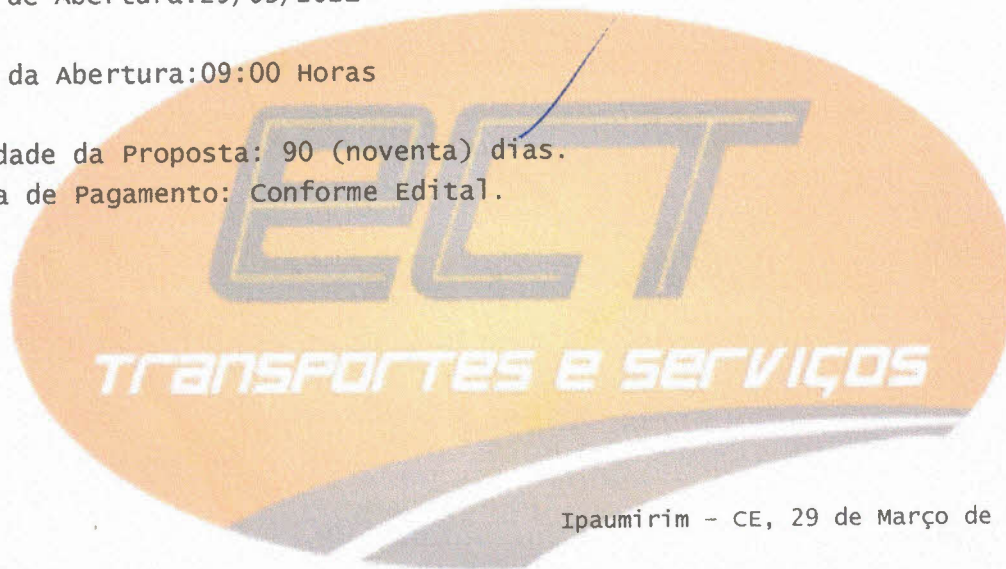 da Abertura:09:00 Horas
dade da Proposta: 90 (noventa) dias.
a de Pagamento: Conforme Edital.
ect
Transportes e serviços
Ipaumirim - CE, 29 de Março de